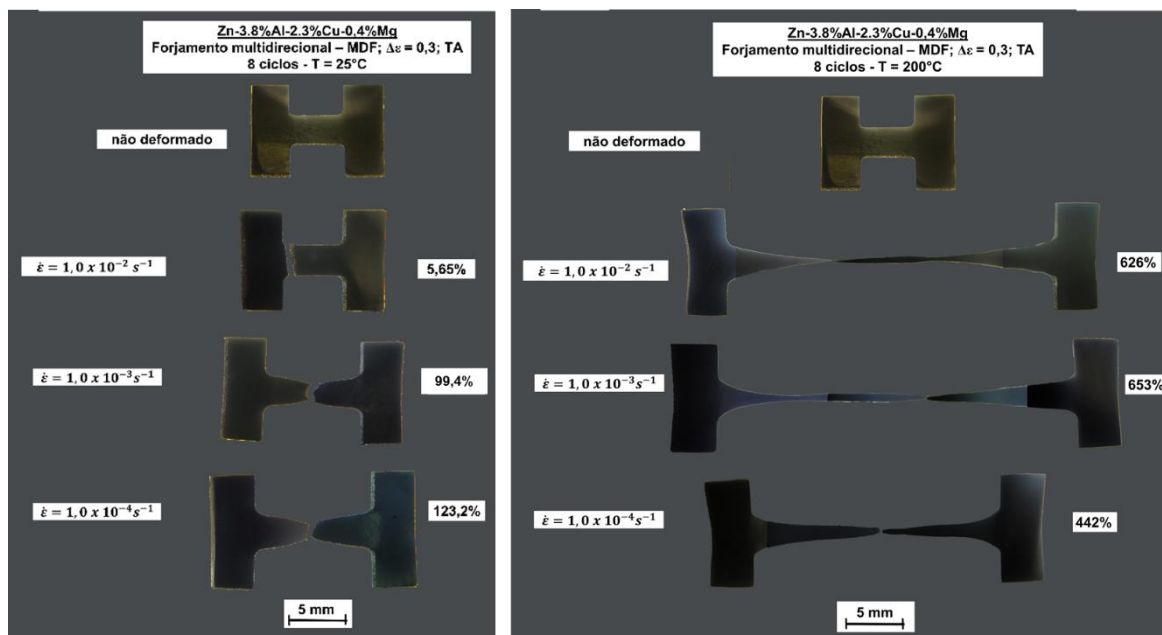 Zn-3.8%Al-2.3%Cu-0,4%Mg
Forjamento multidirecional – MDF; Δε = 0,3; TA
8 ciclos - T = 25°C
não deformado
ε̇ = 1,0 x 10⁻² s⁻¹
5,65%
ε̇ = 1,0 x 10⁻³ s⁻¹
99,4%
ε̇ = 1,0 x 10⁻⁴ s⁻¹
123,2%
5 mm
Zn-3.8%Al-2.3%Cu-0,4%Mg
Forjamento multidirecional – MDF; Δε = 0,3; TA
8 ciclos - T = 200°C
não deformado
ε̇ = 1,0 x 10⁻² s⁻¹
626%
ε̇ = 1,0 x 10⁻³ s⁻¹
653%
ε̇ = 1,0 x 10⁻⁴ s⁻¹
442%
5 mm